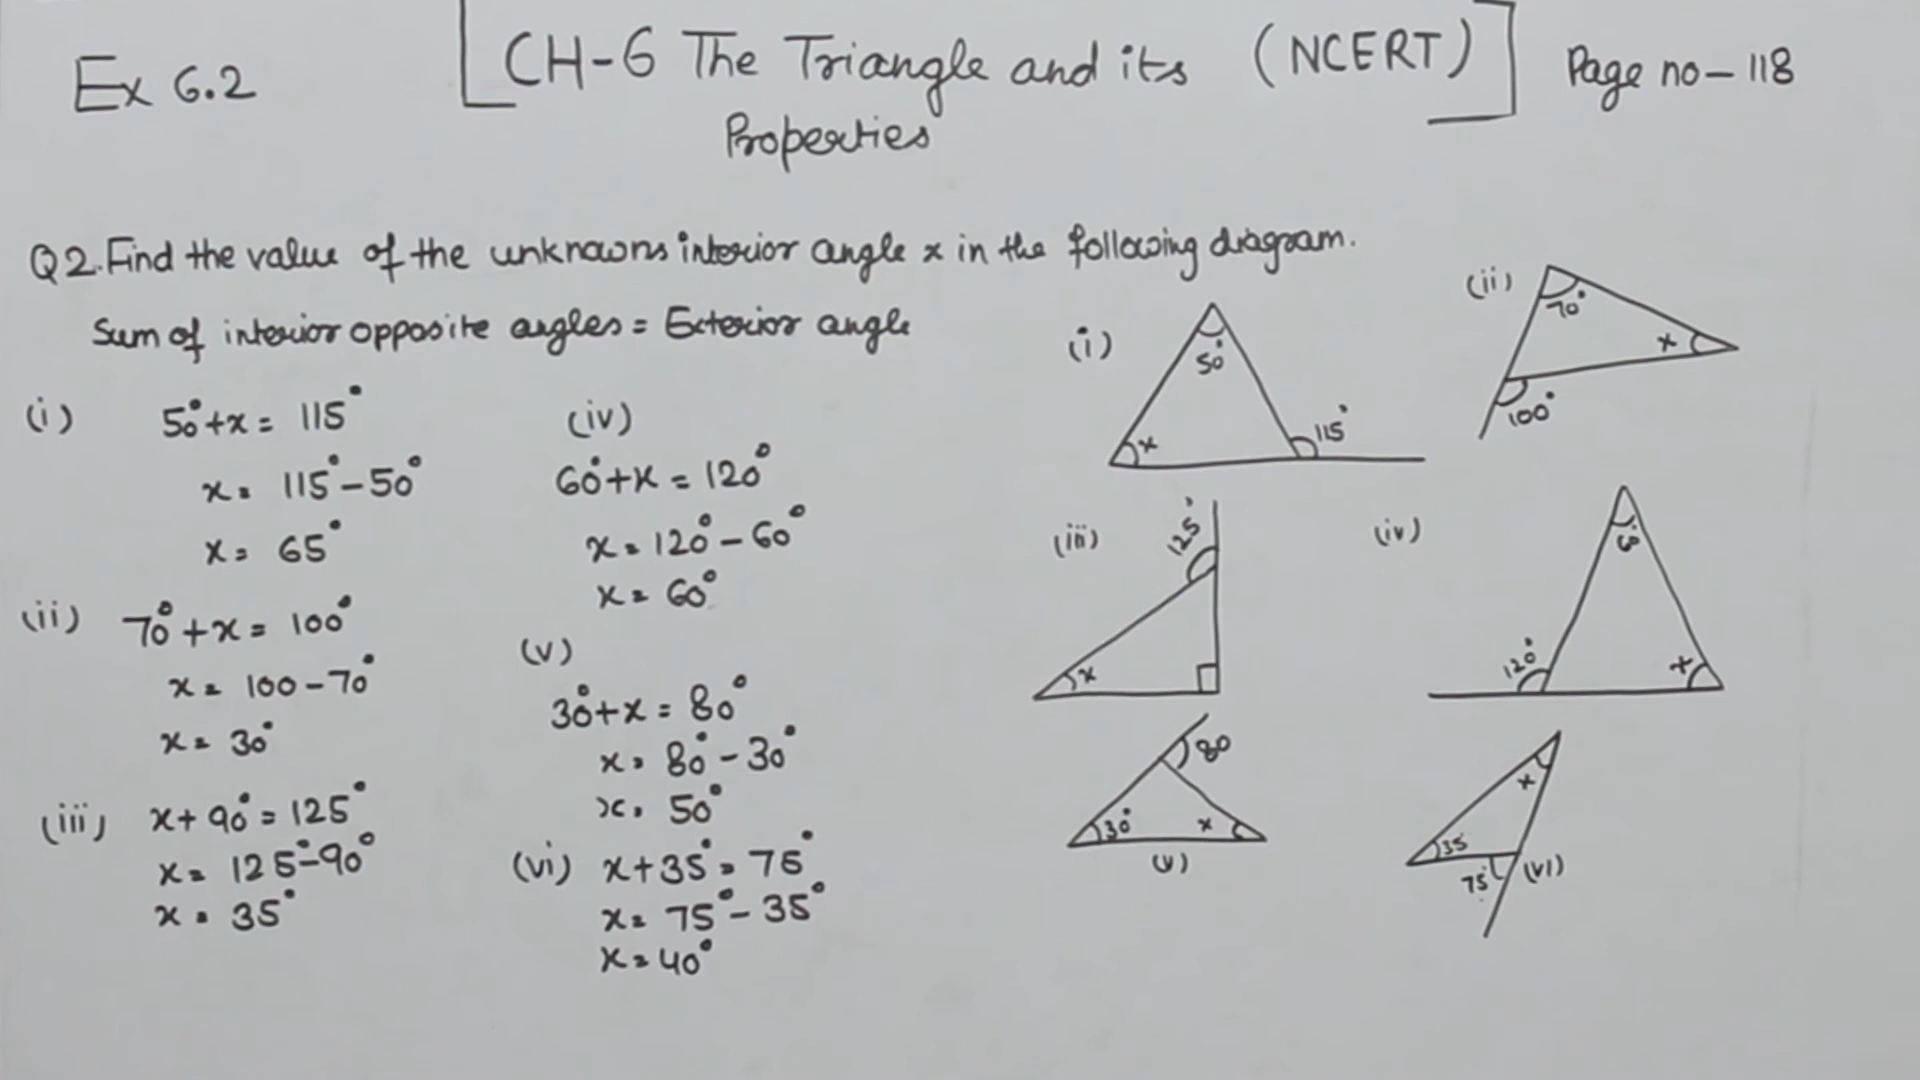 Ex 6.2
[CH-6 The Triangle and its (NCERT)]
Properties
Page no - 118
Q2. Find the value of the unknowns interior angle x in the following diagram.
Sum of interior opposite angles = Exterior angle
(i) 50°+x = 115°
x = 115° - 50°
x = 65°
(ii) 70° + x = 100°
x = 100 - 70°
x = 30°
(iii) x + 90° = 125°
x = 125° - 90°
x = 35°
(iv)
60° + x = 120°
x = 120° - 60°
x = 60°
(v)
30° + x = 80°
x = 80° - 30°
x = 50°
(vi) x + 35° = 75°
x = 75° - 35°
x = 40°
(i)
50°
x
115°
(ii)
70°
x
100°
(iii)
125°
x
(iv)
120°
x
80
30°
x
(v)
x
35°
75°
(vi)